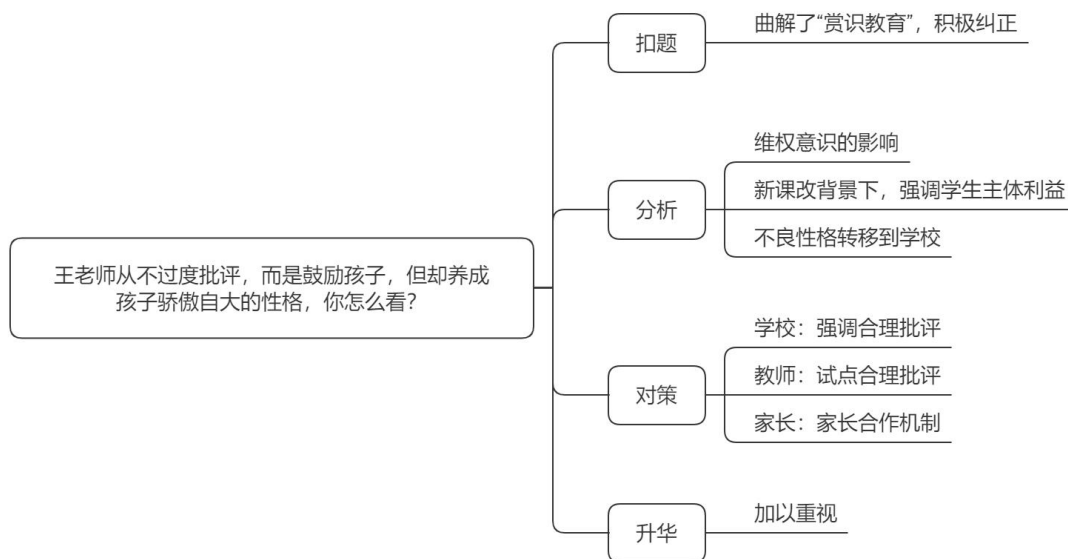 王老师从不过度批评，而是鼓励孩子，但却养成
孩子骄傲自大的性格，你怎么看？
扣题
曲解了“赏识教育”，积极纠正
分析
维权意识的影响
新课改背景下，强调学生主体利益
不良性格转移到学校
对策
学校：强调合理批评
教师：试点合理批评
家长：家长合作机制
升华
加以重视